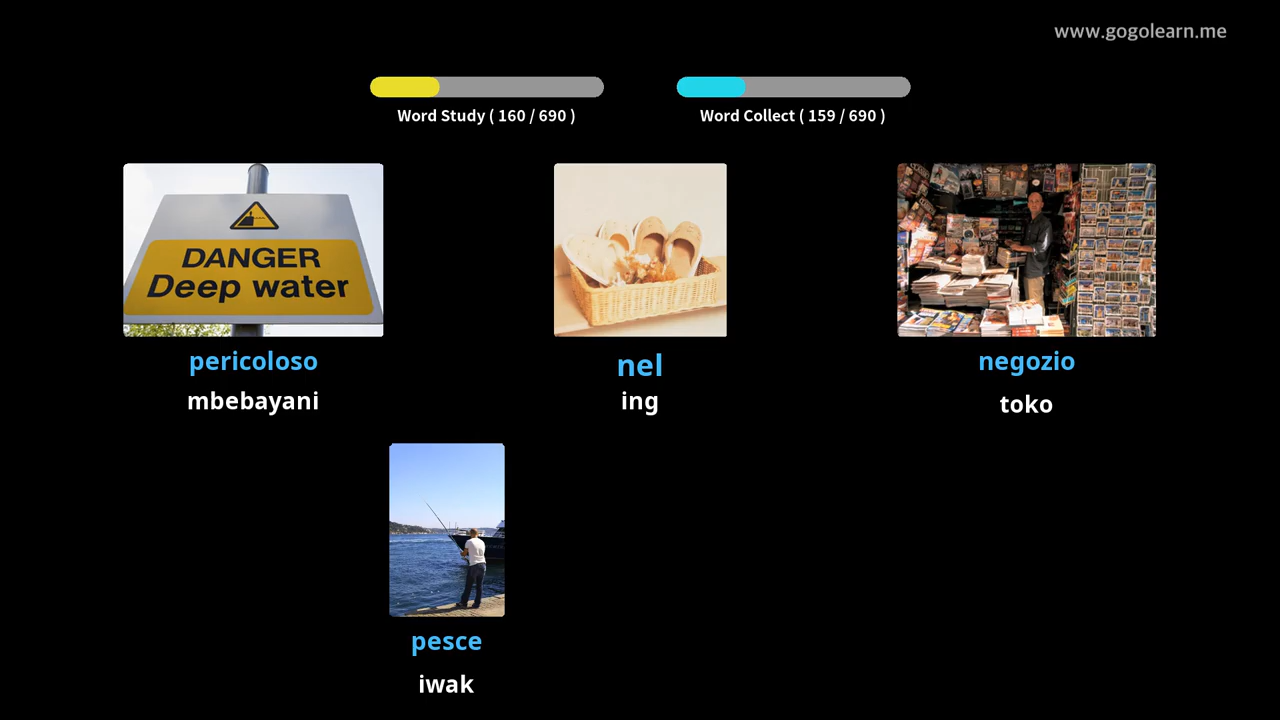 www.gogolearn.me
Word Study ( 160 / 690 )
Word Collect ( 159 / 690 )
DANGER
Deep water
pericoloso
mbebayani
nel
ing
negozio
toko
pesce
iwak